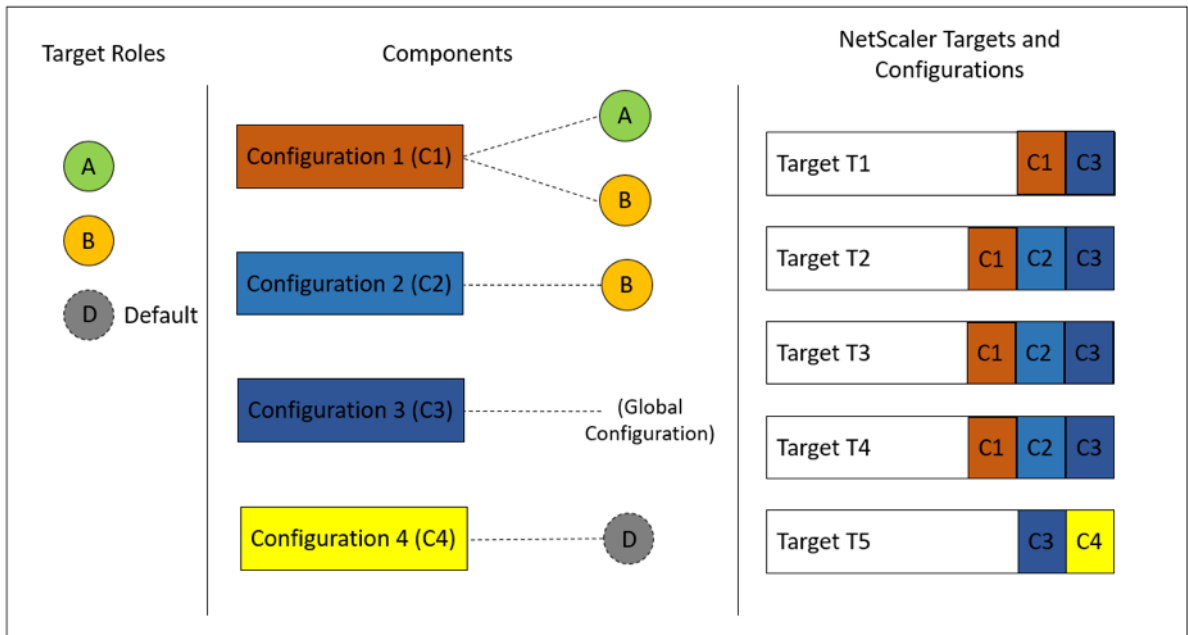 Target Roles
A
B
D Default
Components
Configuration 1 (C1)
A
B
Configuration 2 (C2)
B
Configuration 3 (C3)
(Global
Configuration)
Configuration 4 (C4)
D
NetScaler Targets and
Configurations
Target T1 C1 C3
Target T2 C1 C2 C3
Target T3 C1 C2 C3
Target T4 C1 C2 C3
Target T5 C3 C4